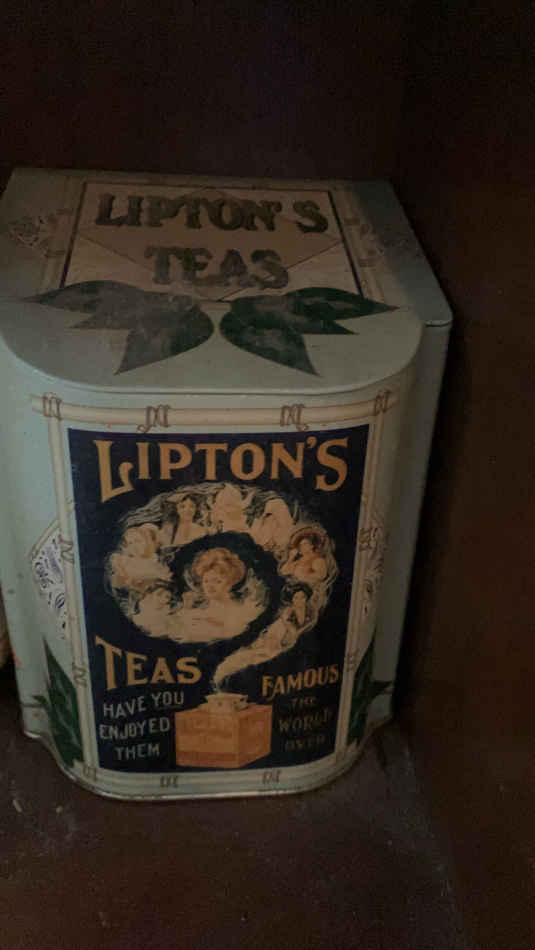 LIPTON'S
TEAS
LIPTON'S
TEAS
HAVE YOU
ENJOYED
THEM
FAMOUS
THE
WORLD
OVER